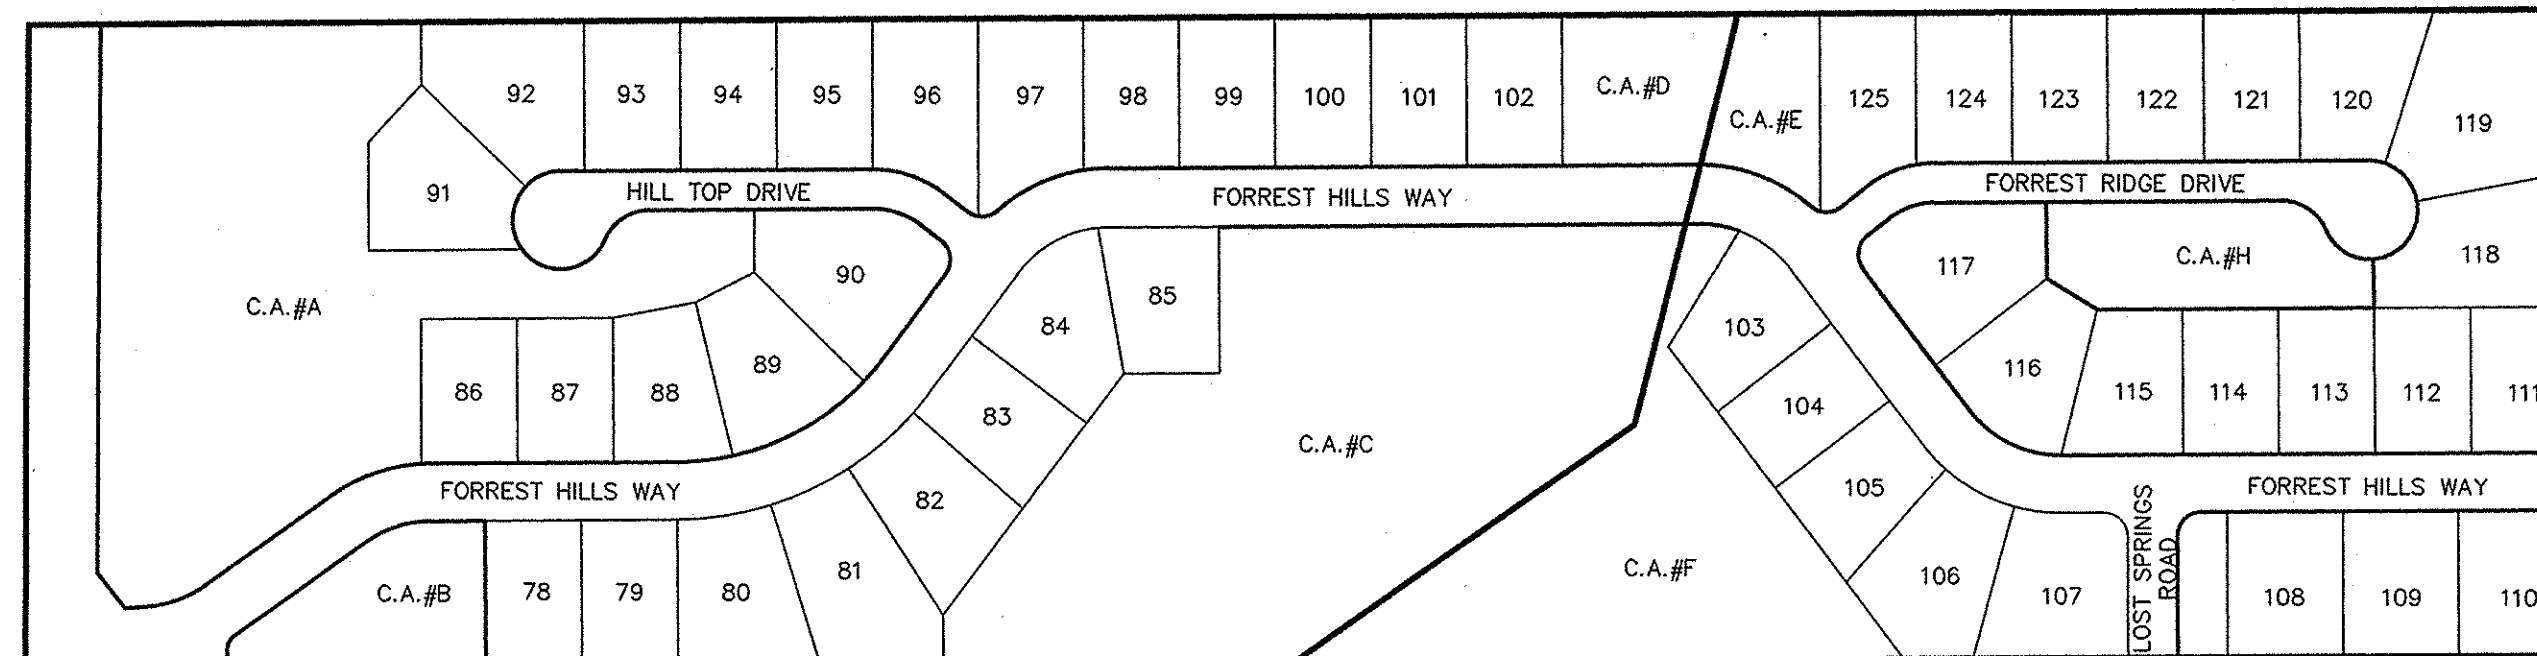 92 93 94 95 96 97 98 99 100 101 102 C.A.#D C.A.#E 125 124 123 122 121 120 119
91 HILL TOP DRIVE FORREST HILLS WAY FORREST RIDGE DRIVE
C.A.#A 90 84 85 103 117 C.A.#H 118
86 87 88 89 83 C.A.#C 104 116 115 114 113 112 111
FORREST HILLS WAY 82 105 FORREST HILLS WAY
C.A.#B 78 79 80 81 C.A.#F 106 107 108 109 110
LOST SPRINGS
ROAD